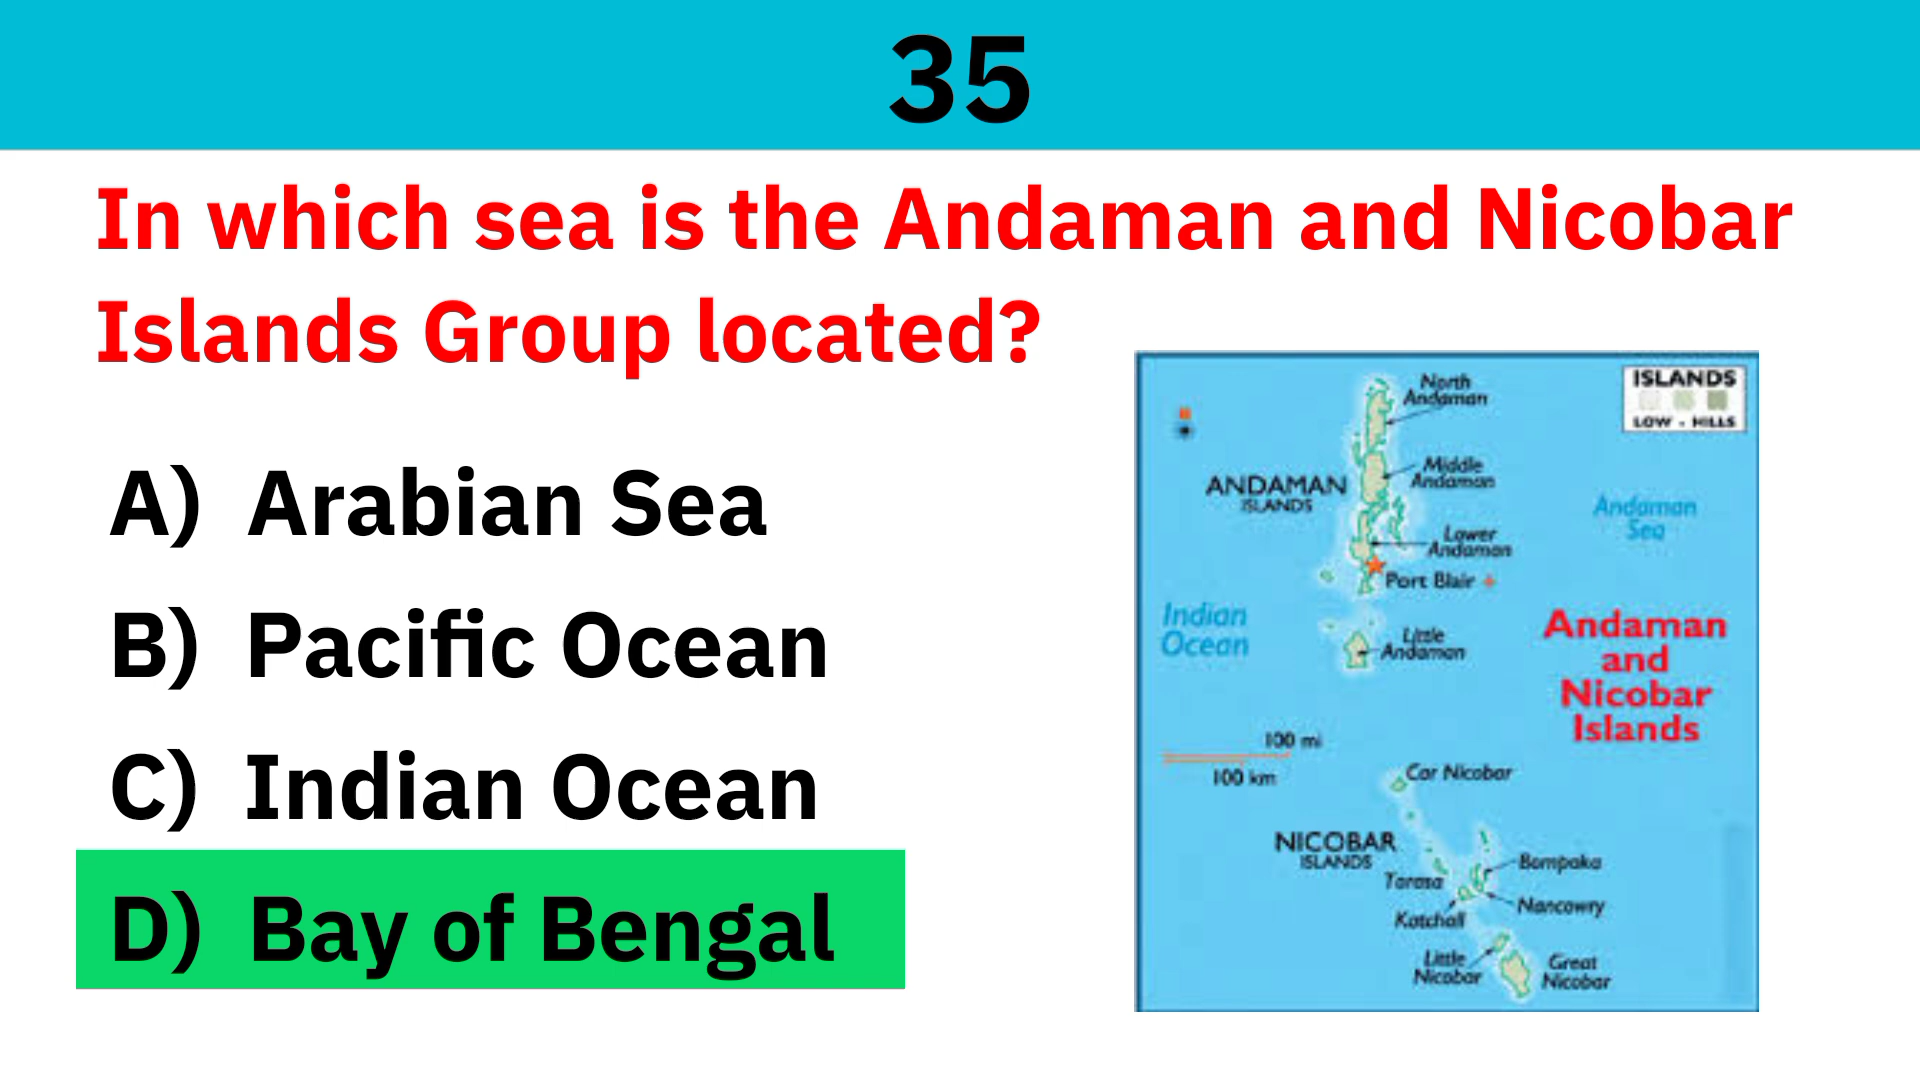 35
In which sea is the Andaman and Nicobar
Islands Group located?
A) Arabian Sea
B) Pacific Ocean
C) Indian Ocean
D) Bay of Bengal
ISLANDS
LOW - HILLS
North
Andaman
ANDAMAN
ISLANDS
Middle
Andaman
Andaman
Sea
Lower
Andaman
Port Blair
Indian
Ocean
Little
Andaman
Andaman
and
Nicobar
Islands
100 mi
100 km
Car Nicobar
NICOBAR
ISLANDS
Bompaka
Tarasa
Nancowry
Katchall
Little
Nicobar
Great
Nicobar